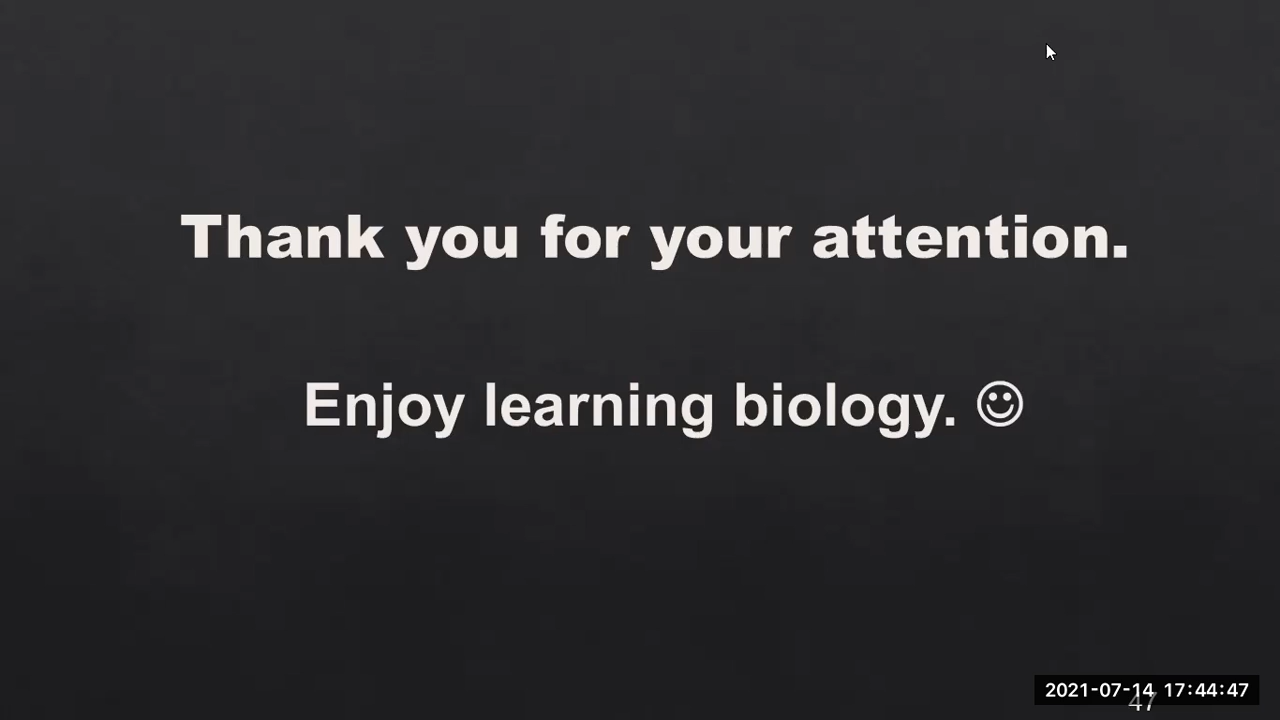 Thank you for your attention.
Enjoy learning biology. ☺
2021-07-14 17:44:47
47